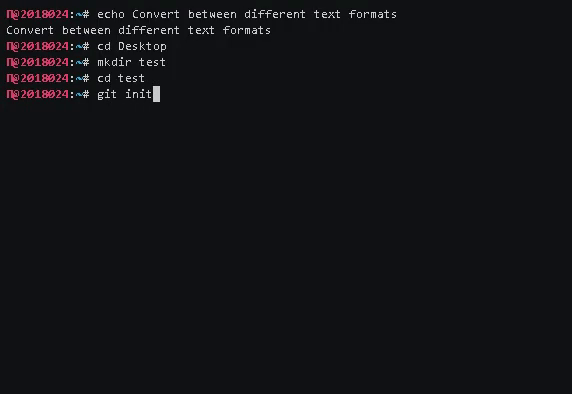 П@2018024:~# echo Convert between different text formats
Convert between different text formats
П@2018024:~# cd Desktop
П@2018024:~# mkdir test
П@2018024:~# cd test
П@2018024:~# git init